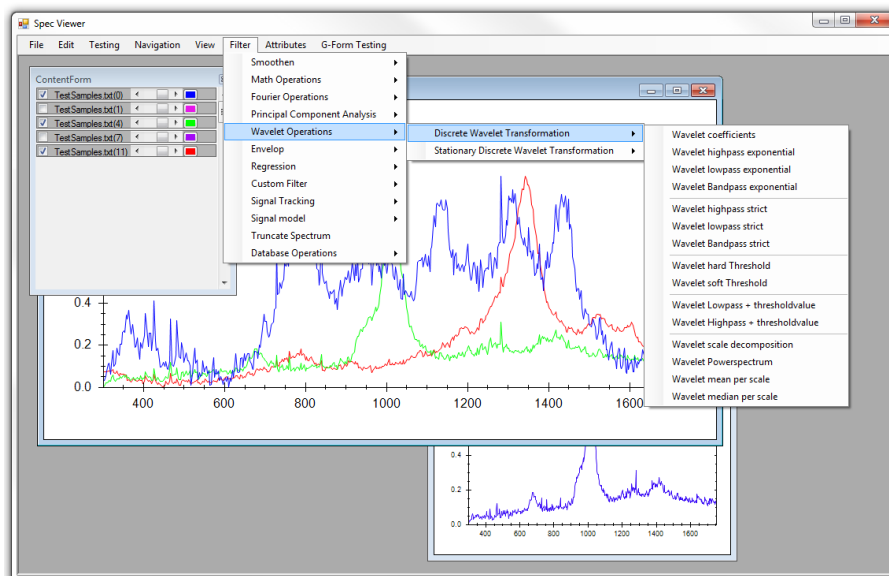 Spec Viewer
File Edit Testing Navigation View Filter Attributes G-Form Testing
ContentForm
TestSamples.txt(0)
TestSamples.txt(1)
TestSamples.txt(4)
TestSamples.txt(7)
TestSamples.txt(11)
Smoothen
Math Operations
Fourier Operations
Principal Component Analysis
Wavelet Operations
Envelop
Regression
Custom Filter
Signal Tracking
Signal model
Truncate Spectrum
Database Operations
Discrete Wavelet Transformation
Stationary Discrete Wavelet Transformation
Wavelet coefficients
Wavelet highpass exponential
Wavelet lowpass exponential
Wavelet Bandpass exponential
Wavelet highpass strict
Wavelet lowpass strict
Wavelet Bandpass strict
Wavelet hard Threshold
Wavelet soft Threshold
Wavelet Lowpass + thresholdvalue
Wavelet Highpass + thresholdvalue
Wavelet scale decomposition
Wavelet Powerspectrum
Wavelet mean per scale
Wavelet median per scale
0.4
0.2
0.0
400 600 800 1000 1200 1400 1600
0.4
0.2
0.0
400 600 800 1000 1200 1400 1600